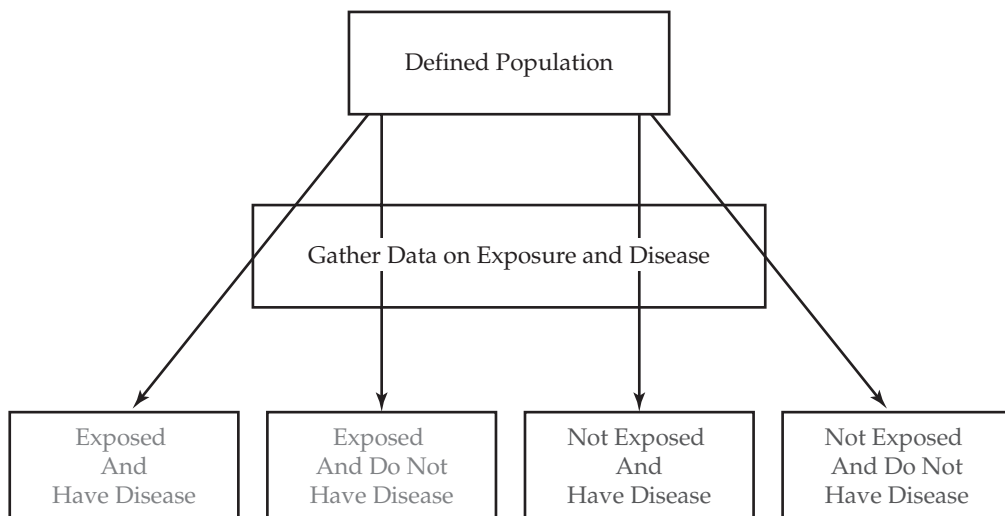 Defined Population
Gather Data on Exposure and Disease
Exposed
And
Have Disease
Exposed
And Do Not
Have Disease
Not Exposed
And
Have Disease
Not Exposed
And Do Not
Have Disease